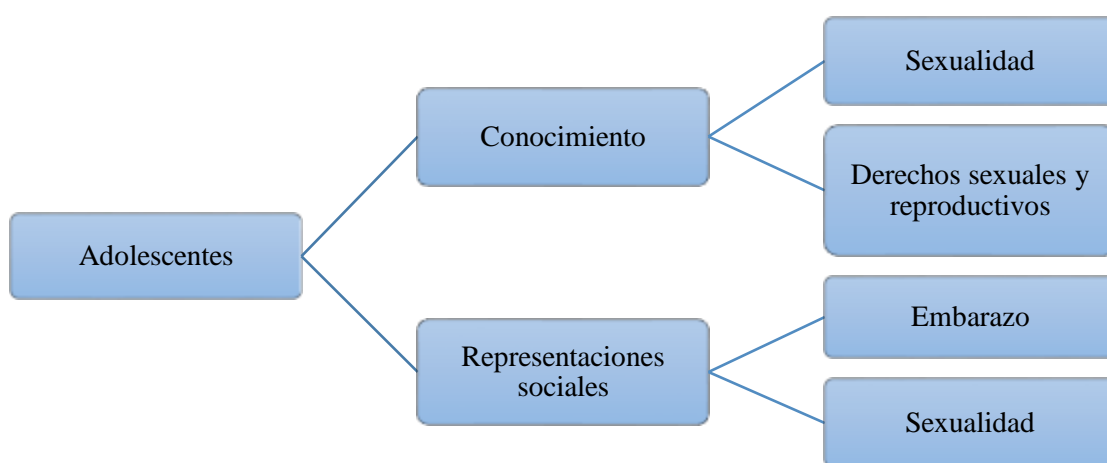 Adolescentes
Conocimiento
Sexualidad
Derechos sexuales y
reproductivos
Representaciones
sociales
Embarazo
Sexualidad